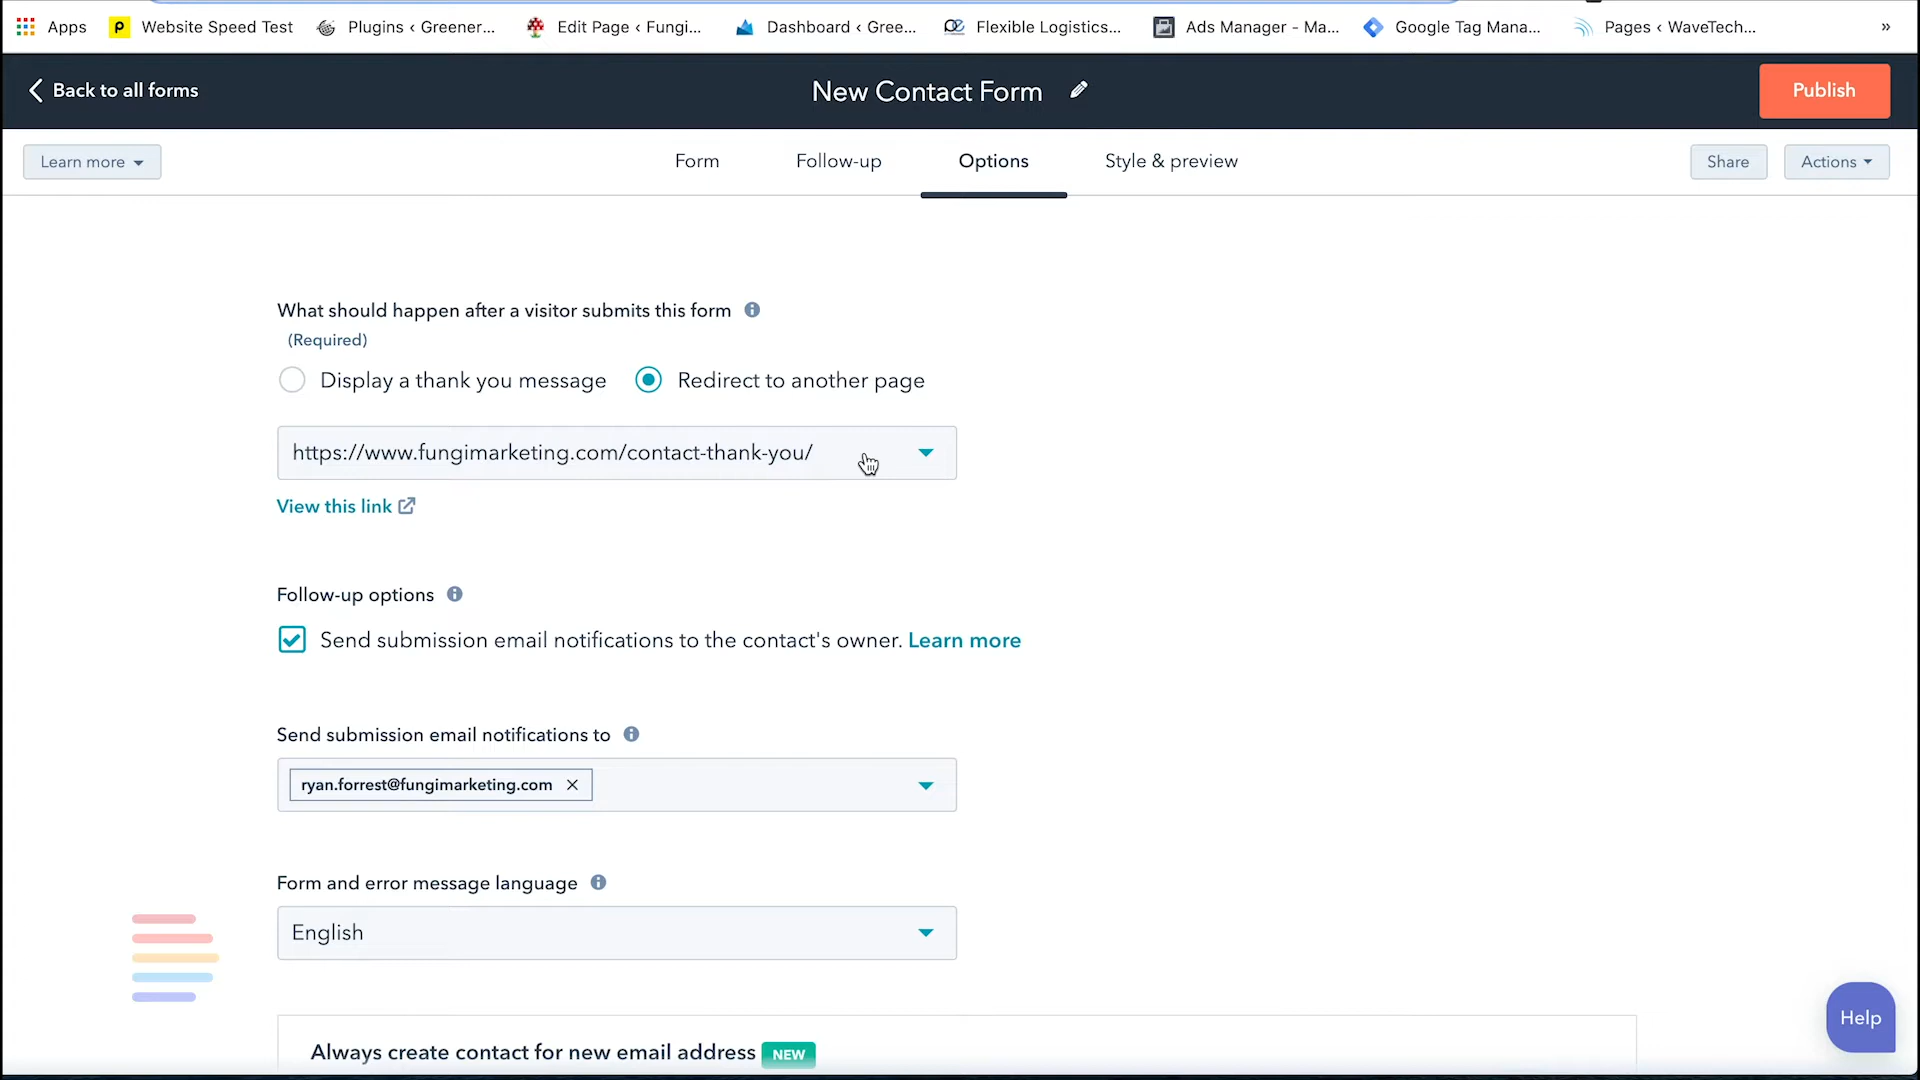 Apps Website Speed Test Plugins ‹ Greener... Edit Page ‹ Fungi... Dashboard ‹ Gree... Flexible Logistics... Ads Manager - Ma... Google Tag Mana... Pages ‹ WaveTech... »
Back to all forms New Contact Form Publish
Learn more Form Follow-up Options Style & preview Share Actions
What should happen after a visitor submits this form
(Required)
Display a thank you message Redirect to another page
https://www.fungimarketing.com/contact-thank-you/
View this link
Follow-up options
Send submission email notifications to the contact's owner. Learn more
Send submission email notifications to
ryan.forrest@fungimarketing.com
Form and error message language
English
Help
Always create contact for new email address NEW